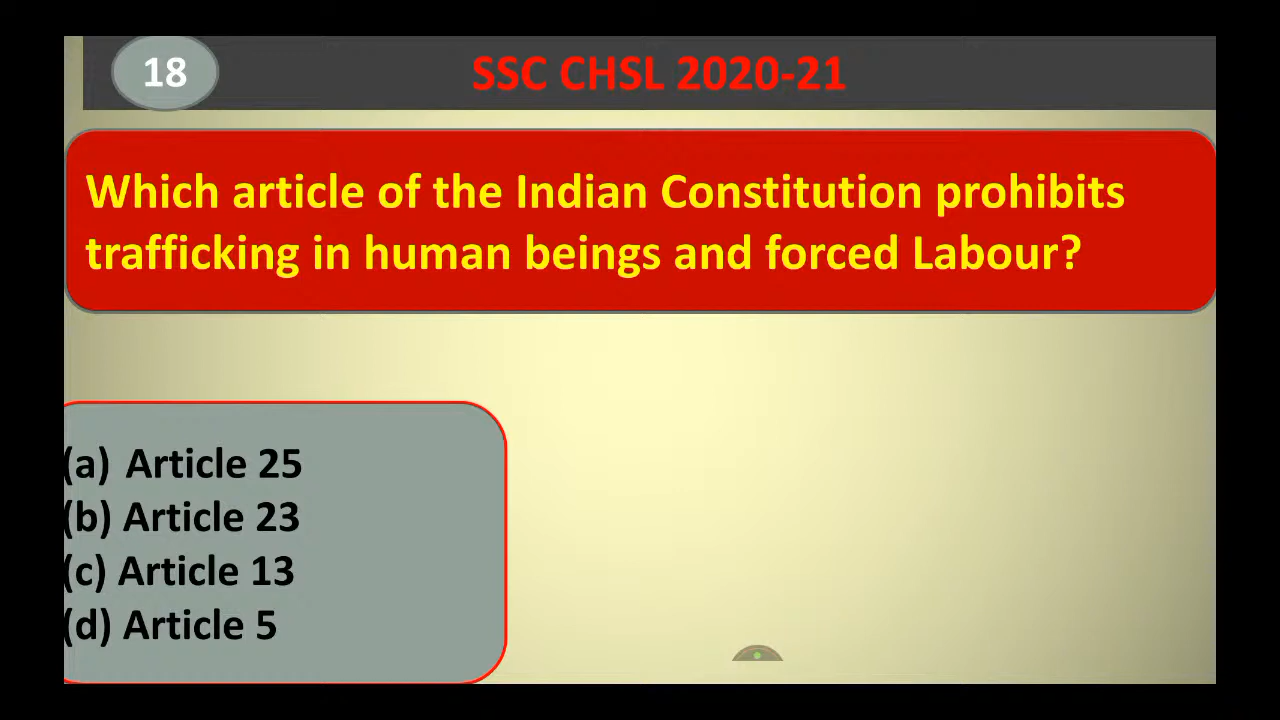 18
SSC CHSL 2020-21
Which article of the Indian Constitution prohibits
trafficking in human beings and forced Labour?
(a) Article 25
(b) Article 23
(c) Article 13
(d) Article 5